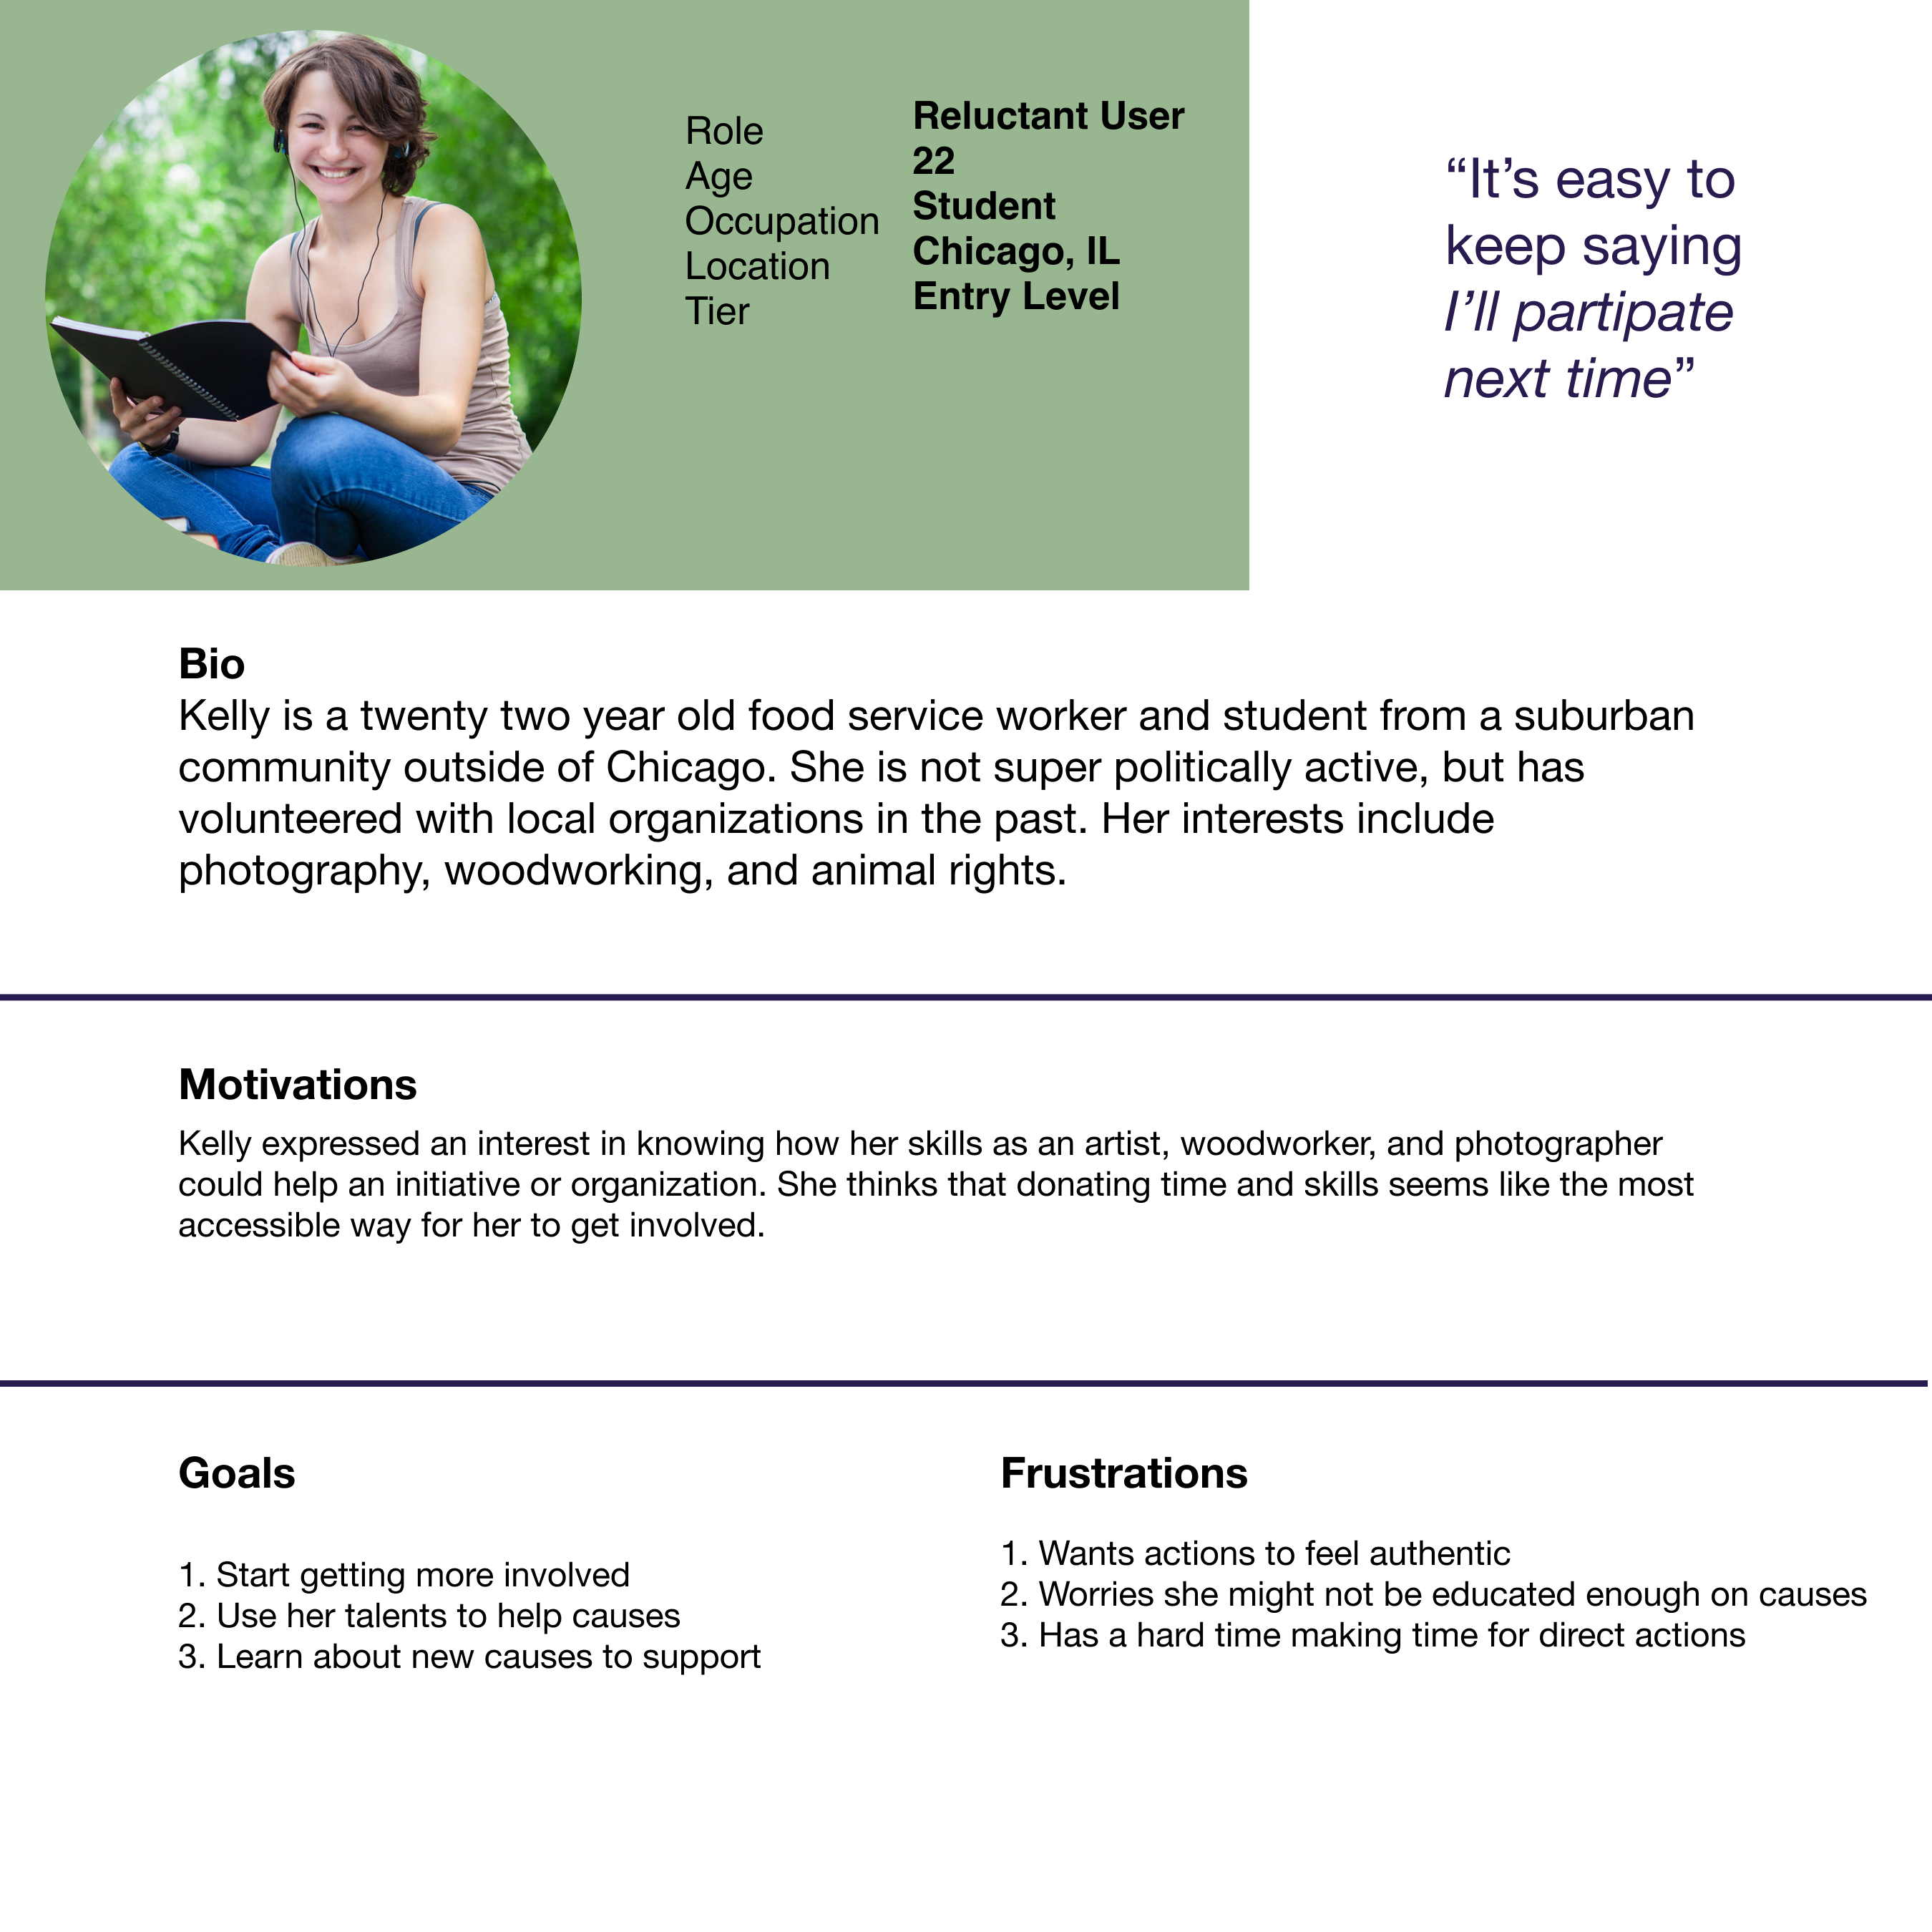 Role
Age
Occupation
Location
Tier
Reluctant User
22
Student
Chicago, IL
Entry Level
“It’s easy to
keep saying
I’ll partipate
next time”
Bio
Kelly is a twenty two year old food service worker and student from a suburban
community outside of Chicago. She is not super politically active, but has
volunteered with local organizations in the past. Her interests include
photography, woodworking, and animal rights.
Motivations
Kelly expressed an interest in knowing how her skills as an artist, woodworker, and photographer
could help an initiative or organization. She thinks that donating time and skills seems like the most
accessible way for her to get involved.
Goals
1. Start getting more involved
2. Use her talents to help causes
3. Learn about new causes to support
Frustrations
1. Wants actions to feel authentic
2. Worries she might not be educated enough on causes
3. Has a hard time making time for direct actions